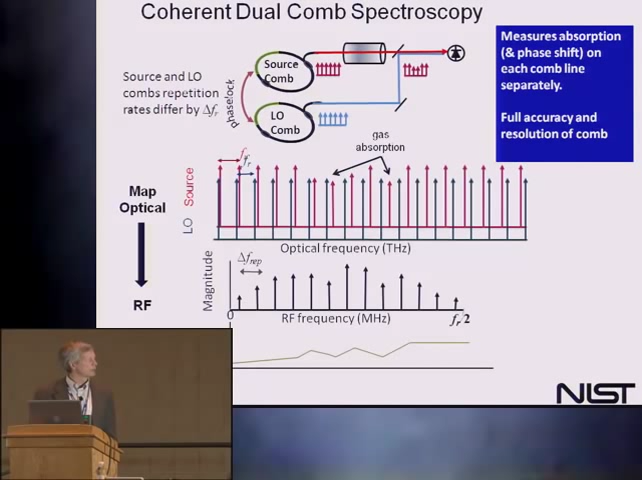 Coherent Dual Comb Spectroscopy
Measures absorption
(& phase shift) on
each comb line
separately.
Full accuracy and
resolution of comb
Source and LO
combs repetition
rates differ by Δfr
phaselock
Source
Comb
LO
Comb
gas
absorption
fr
fr
Map
Optical
RF
LO Source
Optical frequency (THz)
Magnitude
Δfrep
0
RF frequency (MHz)
fr/2
NIST